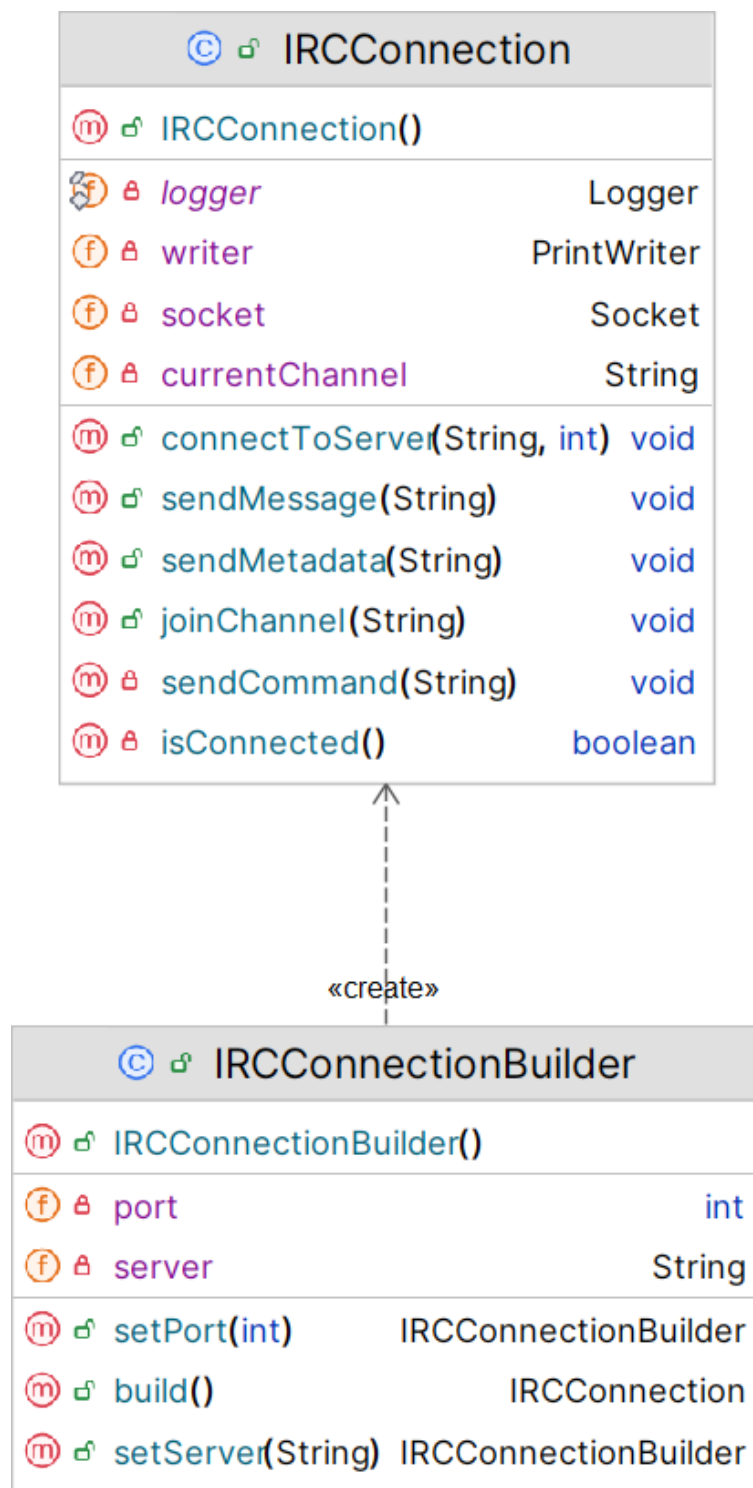 IRCConnection
IRCConnection()
logger Logger
writer PrintWriter
socket Socket
currentChannel String
connectToServer(String, int) void
sendMessage(String) void
sendMetadata(String) void
joinChannel(String) void
sendCommand(String) void
isConnected() boolean
«create»
IRCConnectionBuilder
IRCConnectionBuilder()
port int
server String
setPort(int) IRCConnectionBuilder
build() IRCConnection
setServer(String) IRCConnectionBuilder